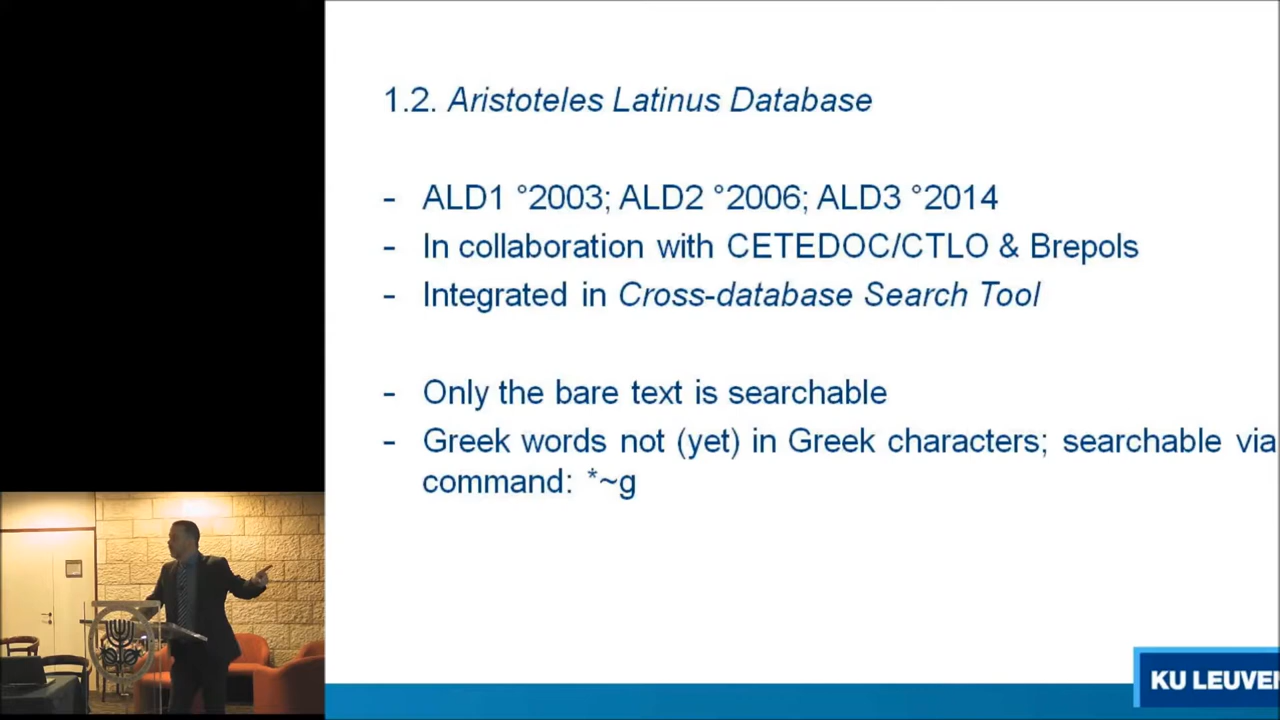 1.2. Aristoteles Latinus Database
- ALD1 °2003; ALD2 °2006; ALD3 °2014
- In collaboration with CETEDOC/CTLO & Brepols
- Integrated in Cross-database Search Tool
- Only the bare text is searchable
- Greek words not (yet) in Greek characters; searchable via
command: *~g
KU LEUVEN